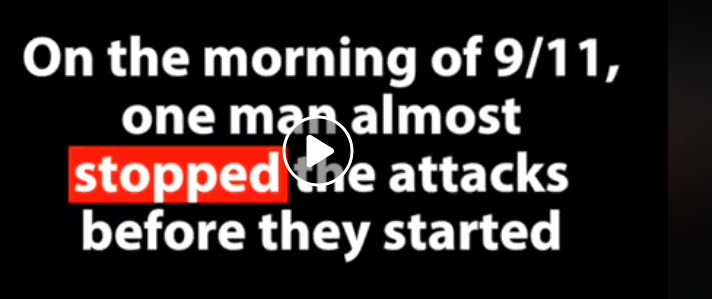 On the morning of 9/11,
one man almost
stopped the attacks
before they started